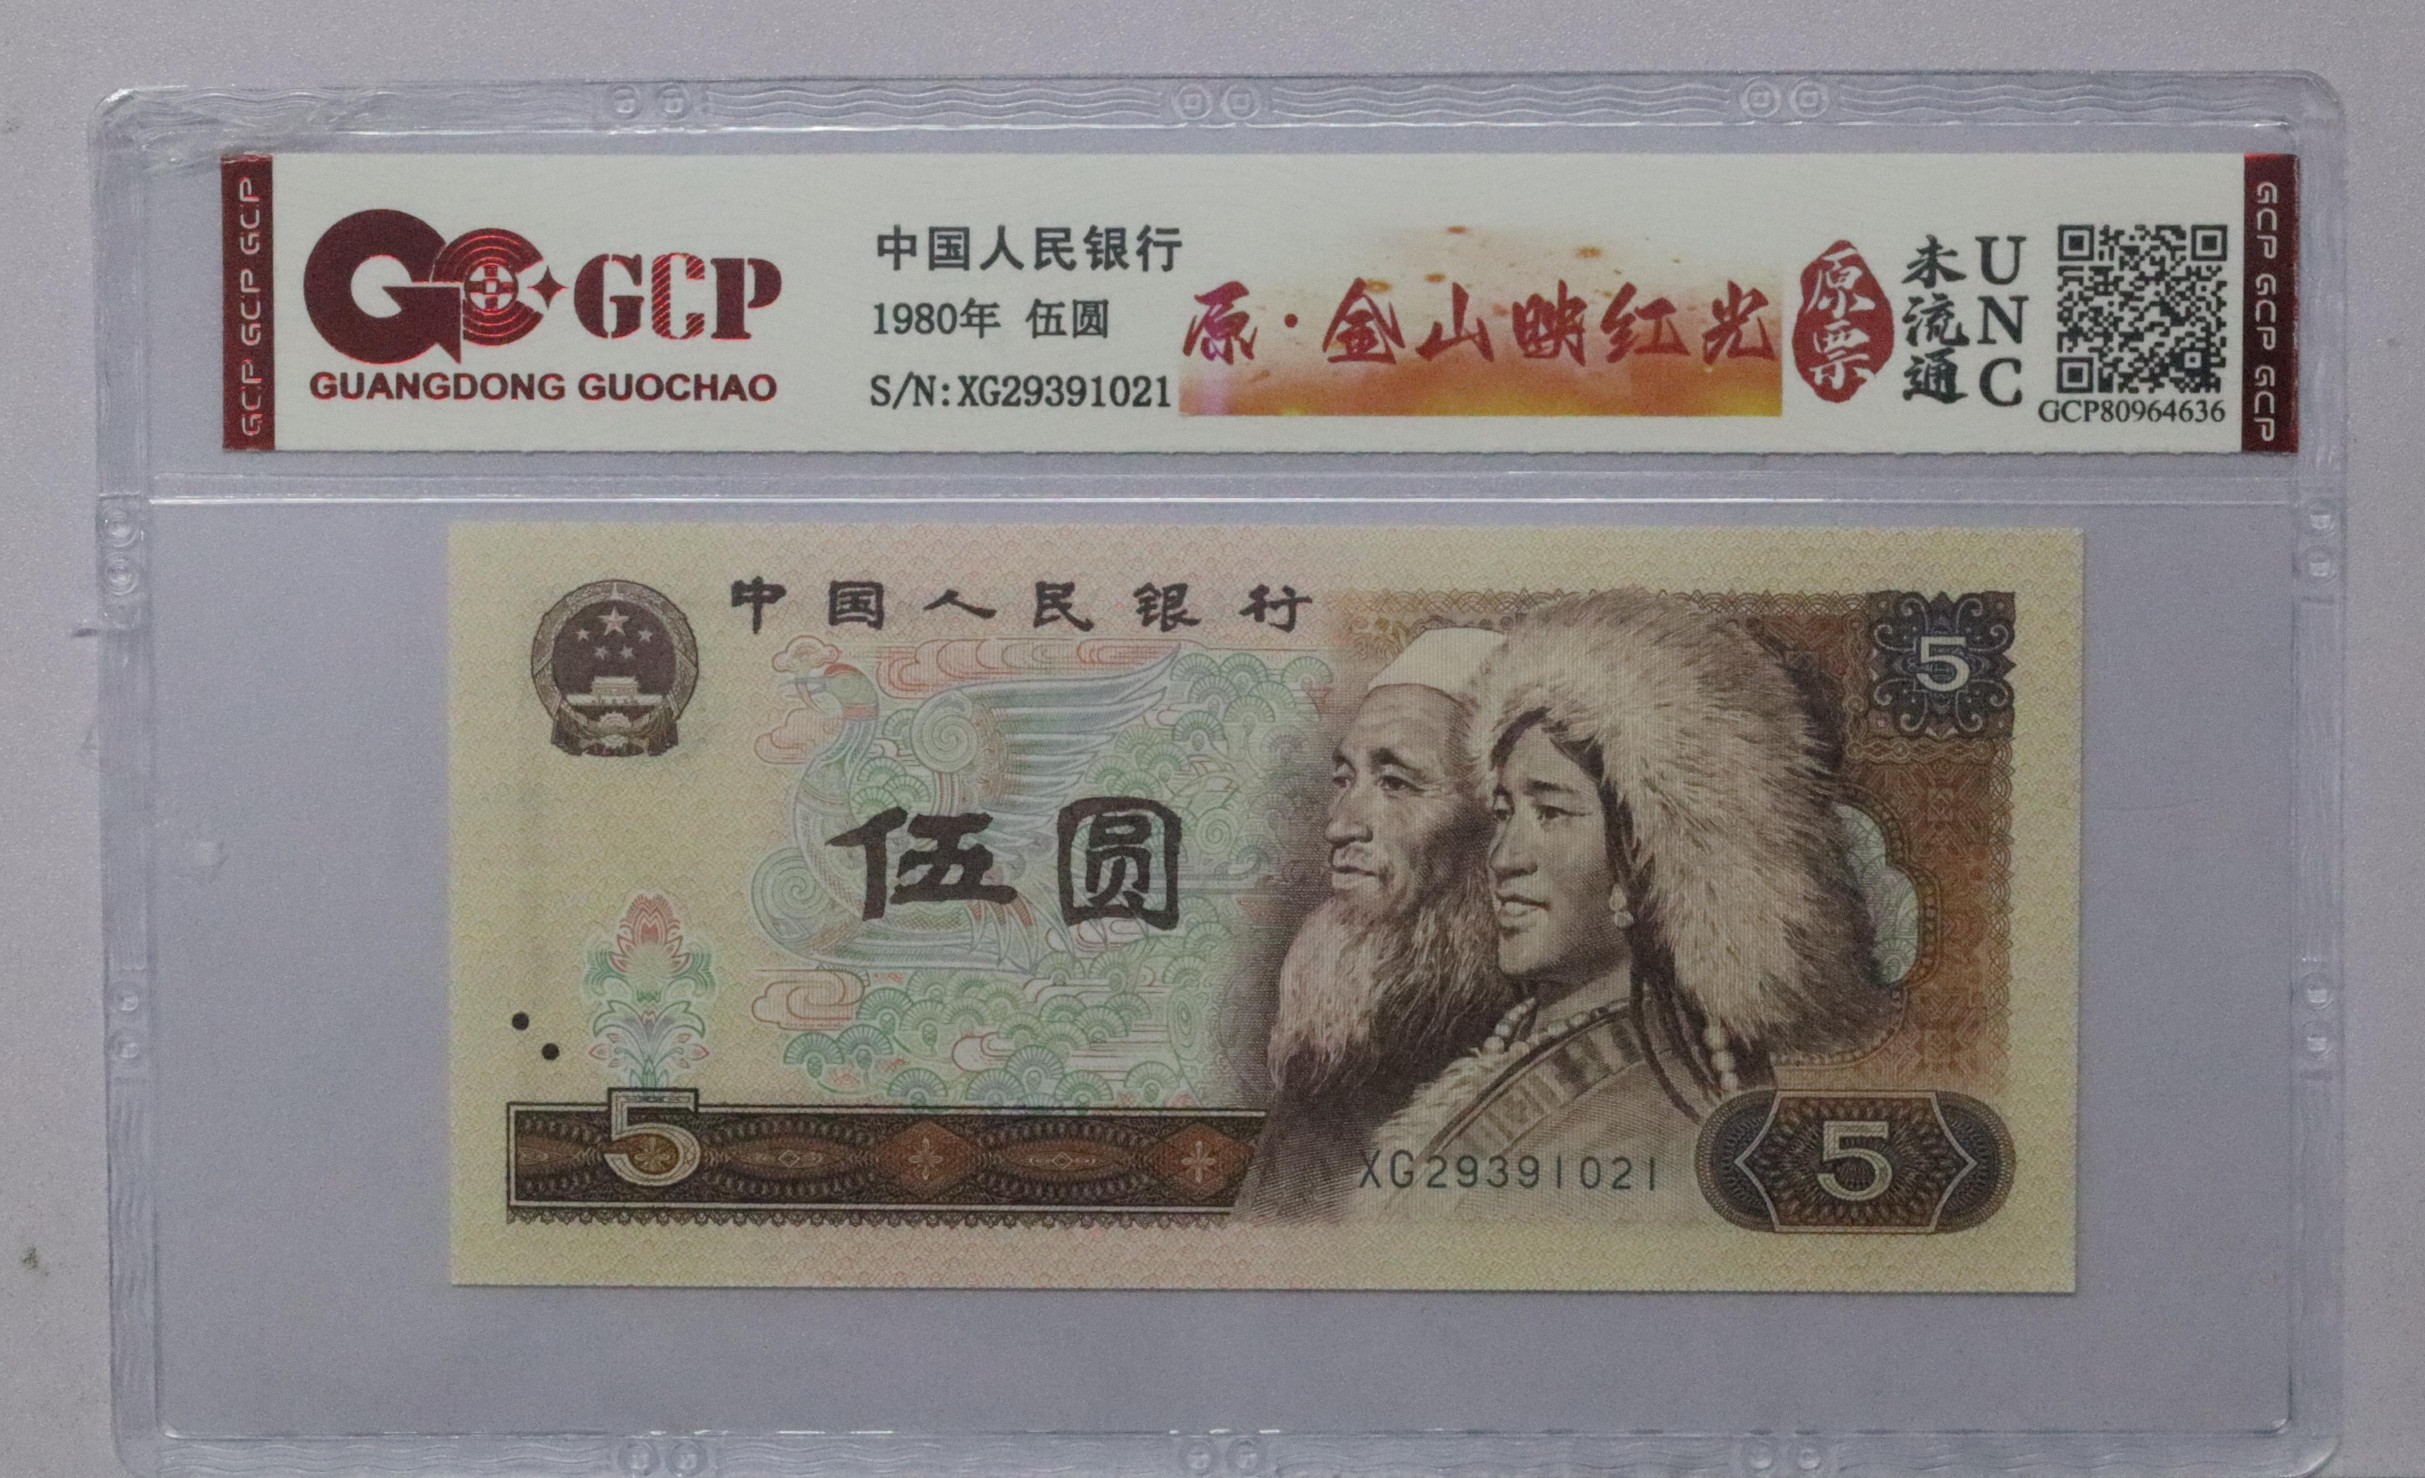 GCP GCP GCP
GCP
GUANGDONG GUOCHAO
中国人民银行
1980年 伍圆
S/N:XG29391021
原·金山映红光
原票
未流通
UNC
GCP80964636
GCP GCP GCP
中国人民银行
5
伍圆
5
XG29391021
5